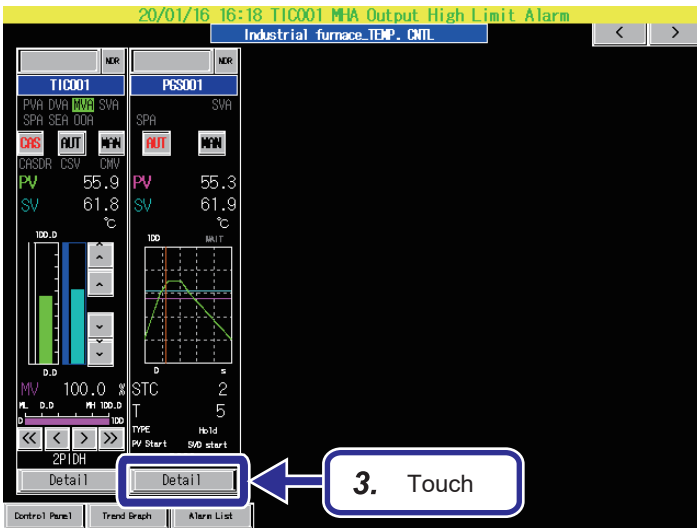 20/01/16 16:18 TIC001 MHA Output High Limit Alarm
Industrial furnace_TEMP. CNTL
< >
NOR NOR
TIC001 PGS001
PVA DVA MVA SVA SVA
SPA SEA OOA SPA
CAS AUT MAN AUT MAN
CASDR CSV CMV
PV 55.9 PV 55.3
SV 61.8 SV 61.9
℃ ℃
100.0 100 WAIT
0.0 0 s
MV 100.0 % STC 2
ML 0.0 MH 100.0 T 5
0 100
TYPE Hold
<< < > >> PV Start SVD start
2PIDH
Detail Detail
3. Touch
Control Panel Trend Graph Alarm List